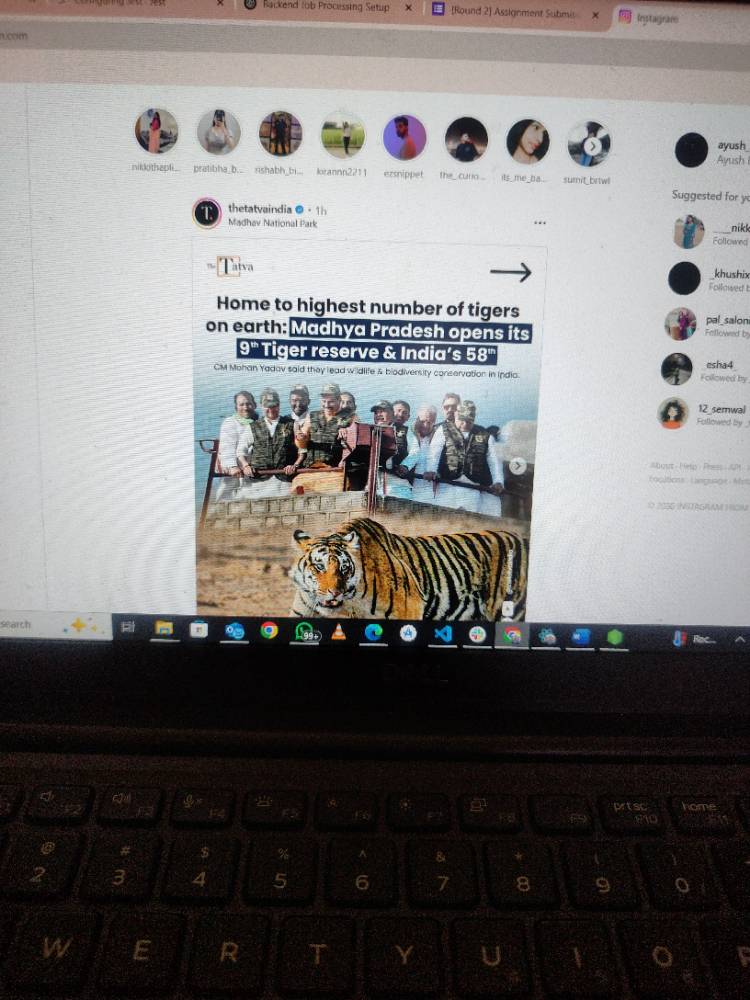 Backend Job Processing Setup
[Round 2] Assignment Submis
Instagram
n.com
nikkithapli...
pratibha_b...
rishabh_bi...
kirannn2211
ezsnippet
the_curio...
its_me_ba...
sumit_brtwl
ayush_
Ayush
thetatvaindia • 1h
Madhav National Park
Suggested for yo
___nikk
Followed
_khushix
Followed b
pal_saloni
Followed by
_esha4_
Followed by
12_semwal
Followed by
About · Help · Press · API ·
Locations · Language · Met
INSTAGRAM FROM
The Tatva
Home to highest number of tigers
on earth: Madhya Pradesh opens its
9th Tiger reserve & India's 58th
CM Mohan Yadav said they lead wildlife & biodiversity conservation in India.
search
99+
Rec...
F2
F3
F4
F5
F6
F7
F8
F9
prt sc
F10
home
F11
@
2
#
3
$
4
%
5
^
6
&
7
*
8
(
9
)
0
W
E
R
T
Y
U
I
O